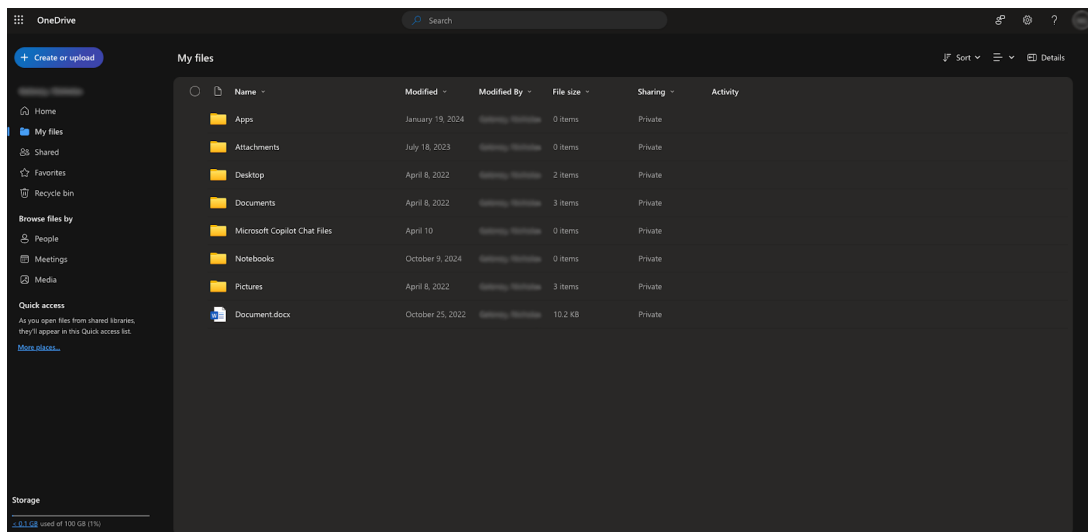 OneDrive
Search
Create or upload
Home
My files
Shared
Favorites
Recycle bin
Browse files by
People
Meetings
Media
Quick access
As you open files from shared libraries,
they'll appear in this Quick access list.
More places...
Storage
< 0.1 GB used of 100 GB (1%)
My files
Sort
Details
Name Modified Modified By File size Sharing Activity
Apps January 19, 2024 0 items Private
Attachments July 18, 2023 0 items Private
Desktop April 8, 2022 2 items Private
Documents April 8, 2022 3 items Private
Microsoft Copilot Chat Files April 10 0 items Private
Notebooks October 9, 2024 0 items Private
Pictures April 8, 2022 3 items Private
Document.docx October 25, 2022 10.2 KB Private